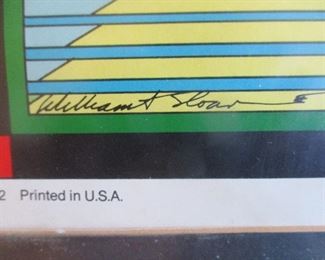 William A Sloan
2 Printed in U.S.A.